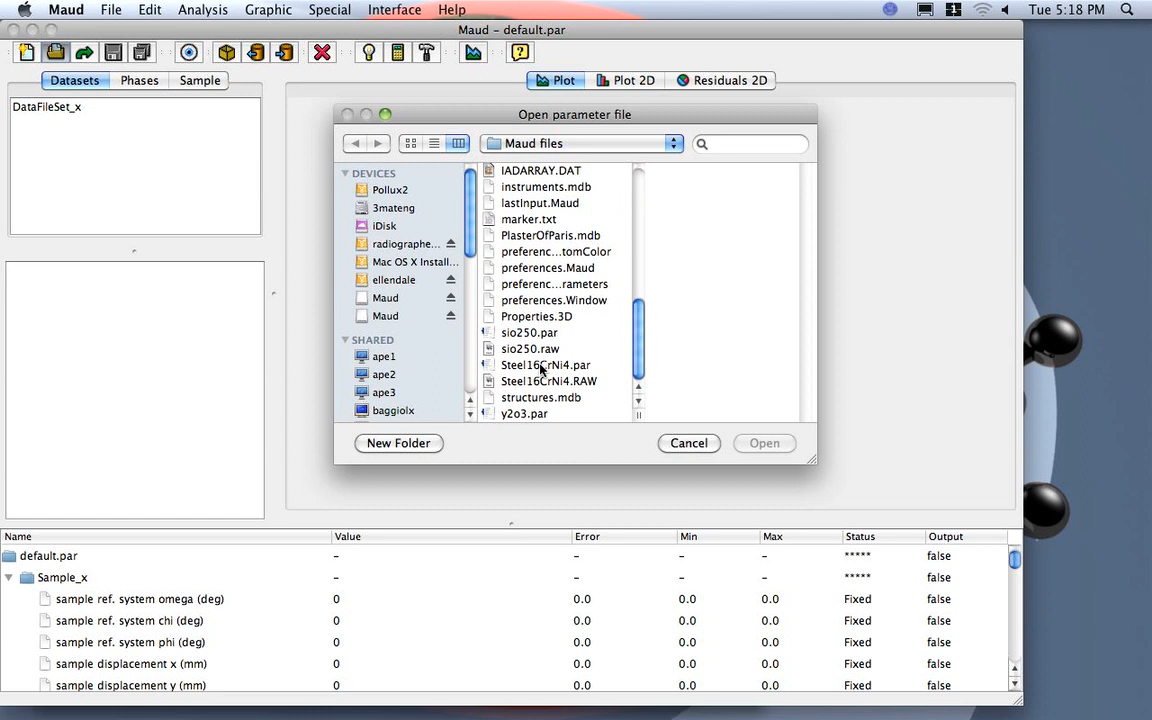 Maud File Edit Analysis Graphic Special Interface Help 1 Tue 5:18 PM
Maud - default.par
Datasets Phases Sample Plot Plot 2D Residuals 2D
DataFileSet_x
Open parameter file
Maud files
DEVICES
Pollux2
3mateng
iDisk
radiographe...
Mac OS X Install...
ellendale
Maud
Maud
SHARED
ape1
ape2
ape3
baggiolx
IADARRAY.DAT
instruments.mdb
lastInput.Maud
marker.txt
PlasterOfParis.mdb
preferenc...tomColor
preferences.Maud
preferenc...rameters
preferences.Window
Properties.3D
sio250.par
sio250.raw
Steel16CrNi4.par
Steel16CrNi4.RAW
structures.mdb
y2o3.par
New Folder Cancel Open
Name Value Error Min Max Status Output
default.par - - - - ***** false
Sample_x - - - - ***** false
sample ref. system omega (deg) 0 0.0 0.0 0.0 Fixed false
sample ref. system chi (deg) 0 0.0 0.0 0.0 Fixed false
sample ref. system phi (deg) 0 0.0 0.0 0.0 Fixed false
sample displacement x (mm) 0 0.0 0.0 0.0 Fixed false
sample displacement y (mm) 0 0.0 0.0 0.0 Fixed false